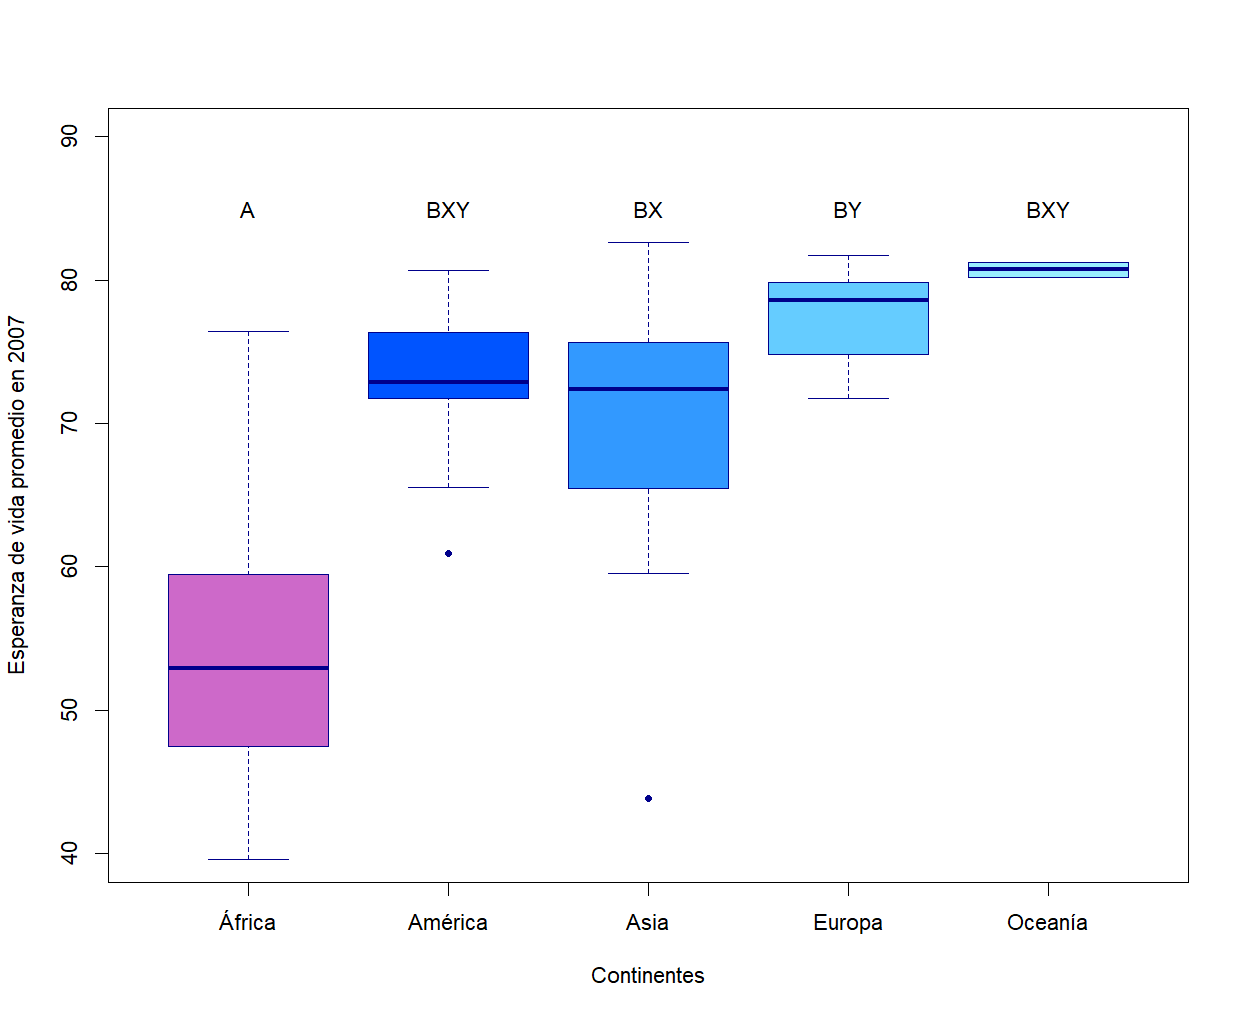 Esperanza de vida promedio en 2007
90
80
70
60
50
40
A BXY BX BY BXY
África América Asia Europa Oceanía
Continentes